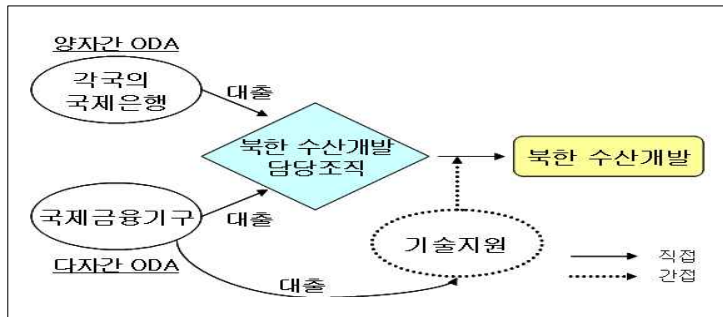 양자간 ODA
각국의
국제은행
대출
북한 수산개발
담당조직
북한 수산개발
국제금융기구
대출
다자간 ODA
기술지원
대출
직접
간접